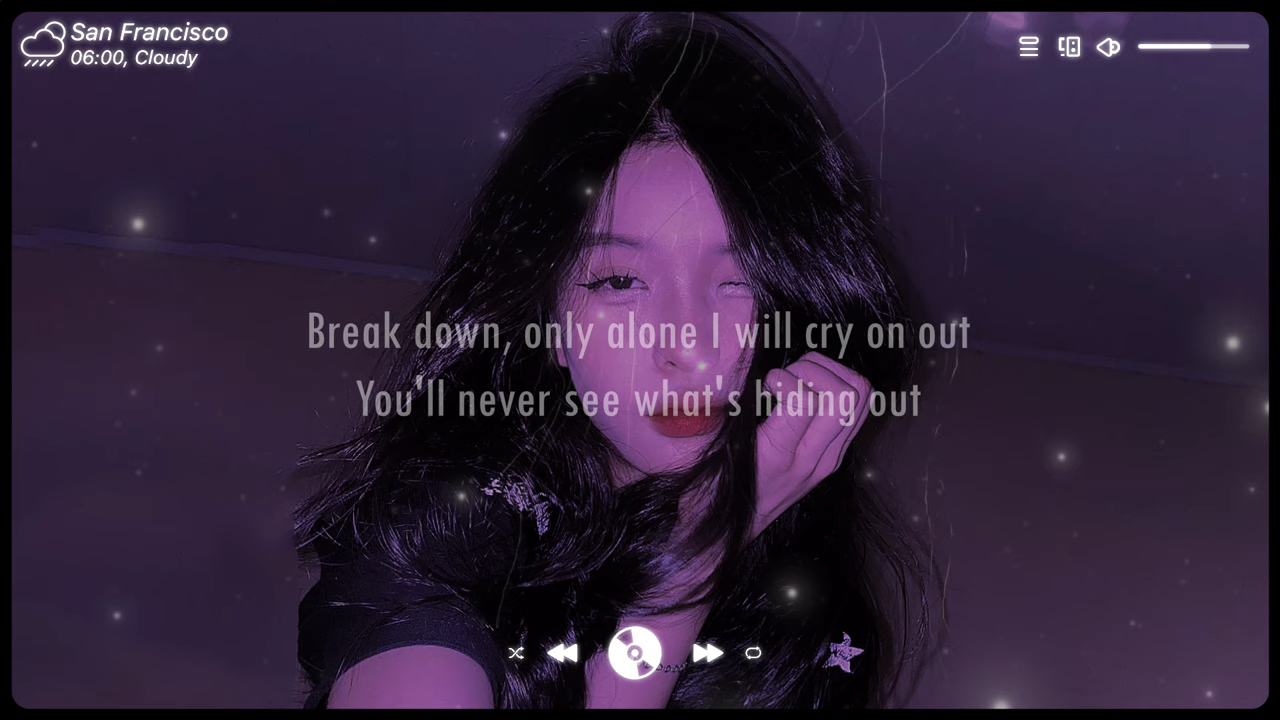 San Francisco
06:00, Cloudy
Break down, only alone I will cry on out
You'll never see what's hiding out